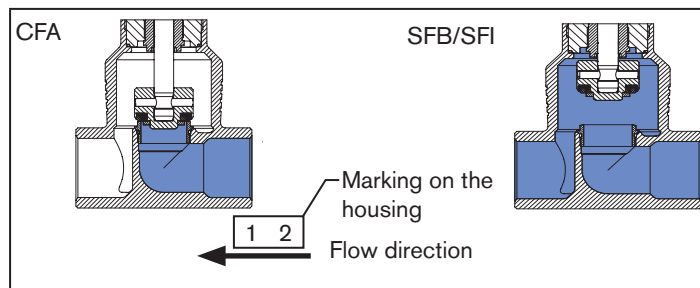 CFA
SFB/SFI
Marking on the
housing
1 2
Flow direction